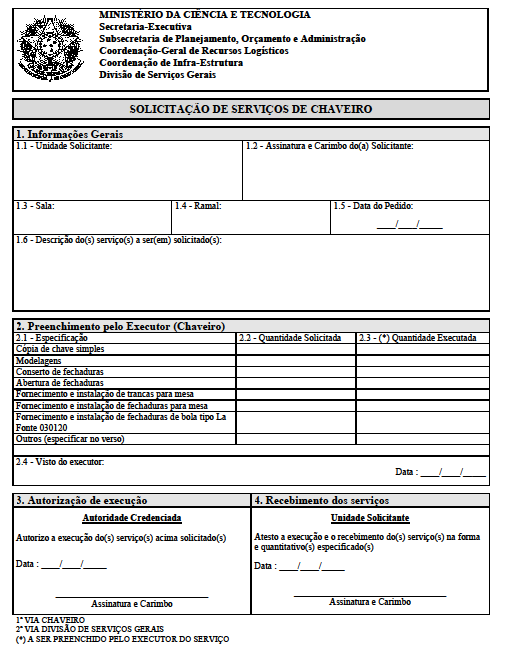 MINISTÉRIO DA CIÊNCIA E TECNOLOGIA
Secretaria-Executiva
Subsecretaria de Planejamento, Orçamento e Administração
Coordenação-Geral de Recursos Logísticos
Coordenação de Infra-Estrutura
Divisão de Serviços Gerais
SOLICITAÇÃO DE SERVIÇOS DE CHAVEIRO
1. Informações Gerais
1.1 - Unidade Solicitante:
1.2 - Assinatura e Carimbo do(a) Solicitante:
1.3 - Sala:
1.4 - Ramal:
1.5 - Data do Pedido:
____/____/_____
1.6 - Descrição do(s) serviço(s) a ser(em) solicitado(s):
2. Preenchimento pelo Executor (Chaveiro)
2.1 - Especificação
2.2 - Quantidade Solicitada
2.3 - (*) Quantidade Executada
Cópia de chave simples
Modelagens
Conserto de fechaduras
Abertura de fechaduras
Fornecimento e instalação de trancas para mesa
Fornecimento e instalação de fechaduras para mesa
Fornecimento e instalação de fechaduras de bola tipo La
Fonte 030120
Outros (especificar no verso)
2.4 - Visto do executor:
Data : ____/____/_____
3. Autorização de execução
Autoridade Credenciada
Autorizo a execução do(s) serviço(s) acima solicitado(s)
Data : ____/____/_____
Assinatura e Carimbo
4. Recebimento dos serviços
Unidade Solicitante
Atesto a execução e o recebimento do(s) serviço(s) na forma
e quantitativo(s) especificado(s)
Data : ____/____/_____
Assinatura e Carimbo
1ª VIA CHAVEIRO
2ª VIA DIVISÃO DE SERVIÇOS GERAIS
(*) A SER PREENCHIDO PELO EXECUTOR DO SERVIÇO